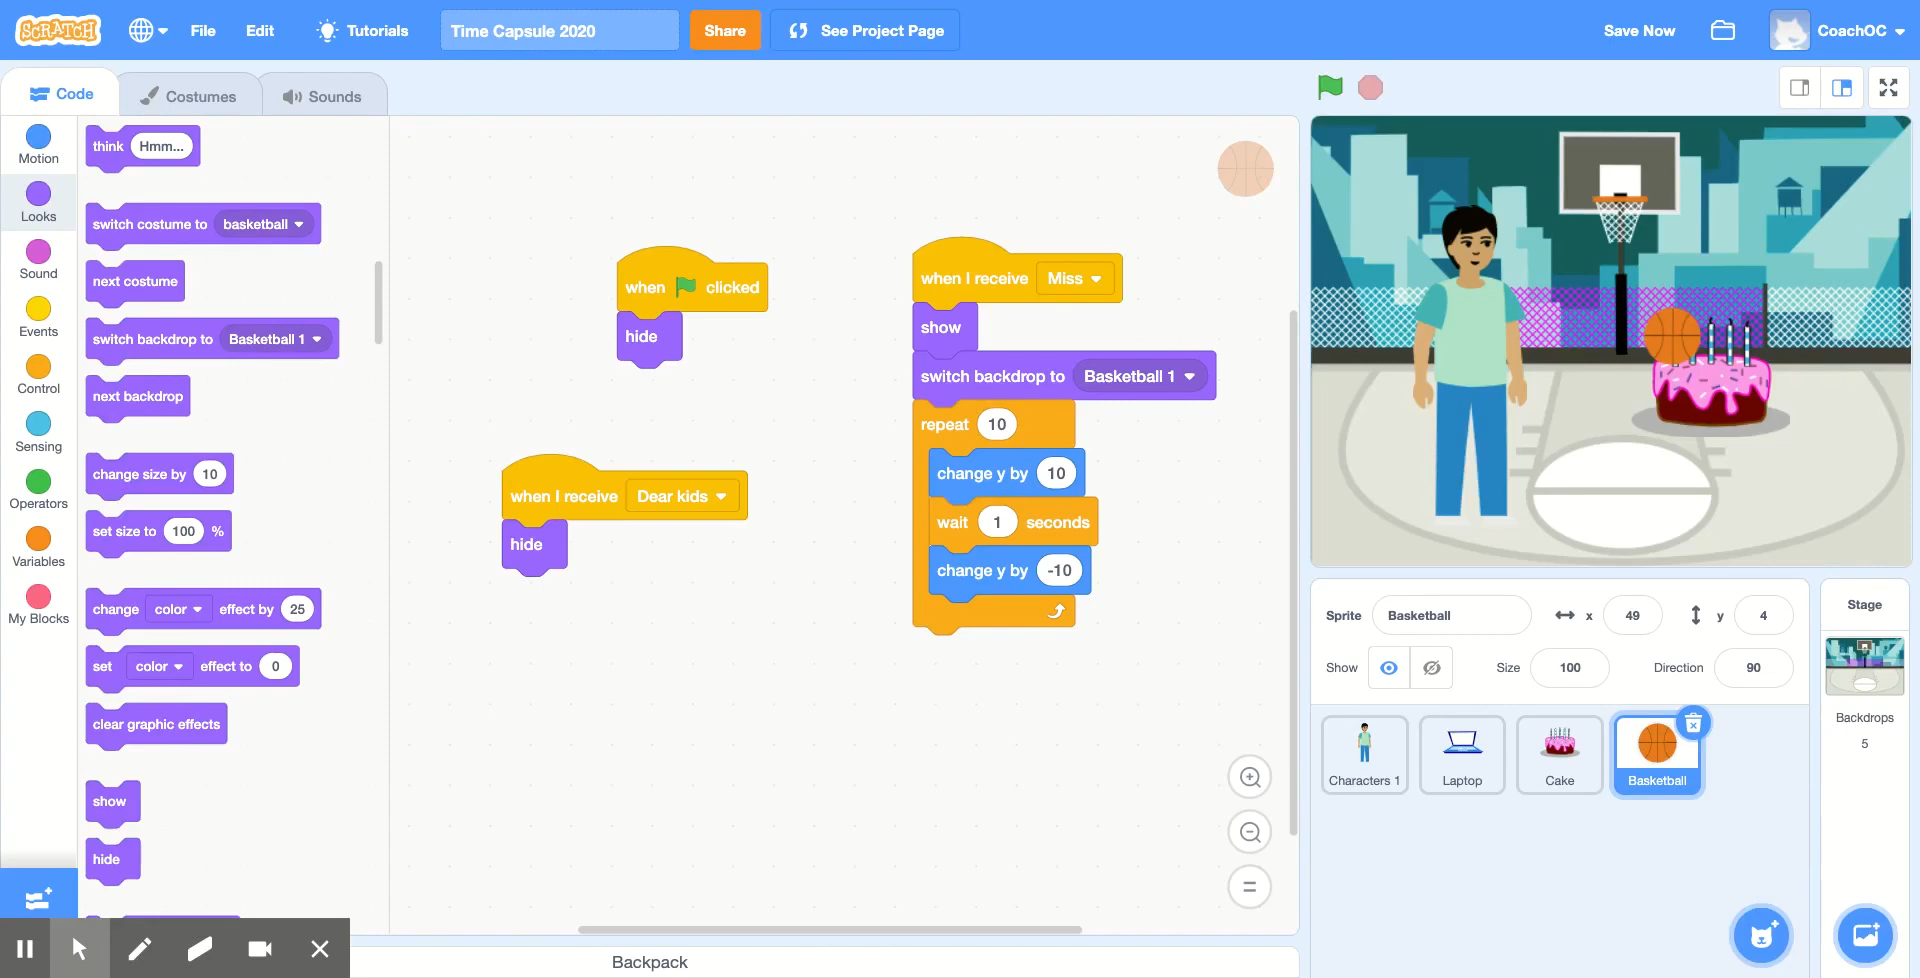 SCRATCH
File
Edit
Tutorials
Time Capsule 2020
Share
See Project Page
Save Now
CoachOC
Code
Costumes
Sounds
Motion
Looks
Sound
Events
Control
Sensing
Operators
Variables
My Blocks
think Hmm...
switch costume to basketball
next costume
switch backdrop to Basketball 1
next backdrop
change size by 10
set size to 100 %
change color effect by 25
set color effect to 0
clear graphic effects
show
hide
when clicked
hide
when I receive Dear kids
hide
when I receive Miss
show
switch backdrop to Basketball 1
repeat 10
change y by 10
wait 1 seconds
change y by -10
Backpack
Sprite Basketball x 49 y 4
Show Size 100 Direction 90
Characters 1
Laptop
Cake
Basketball
Stage
Backdrops
5